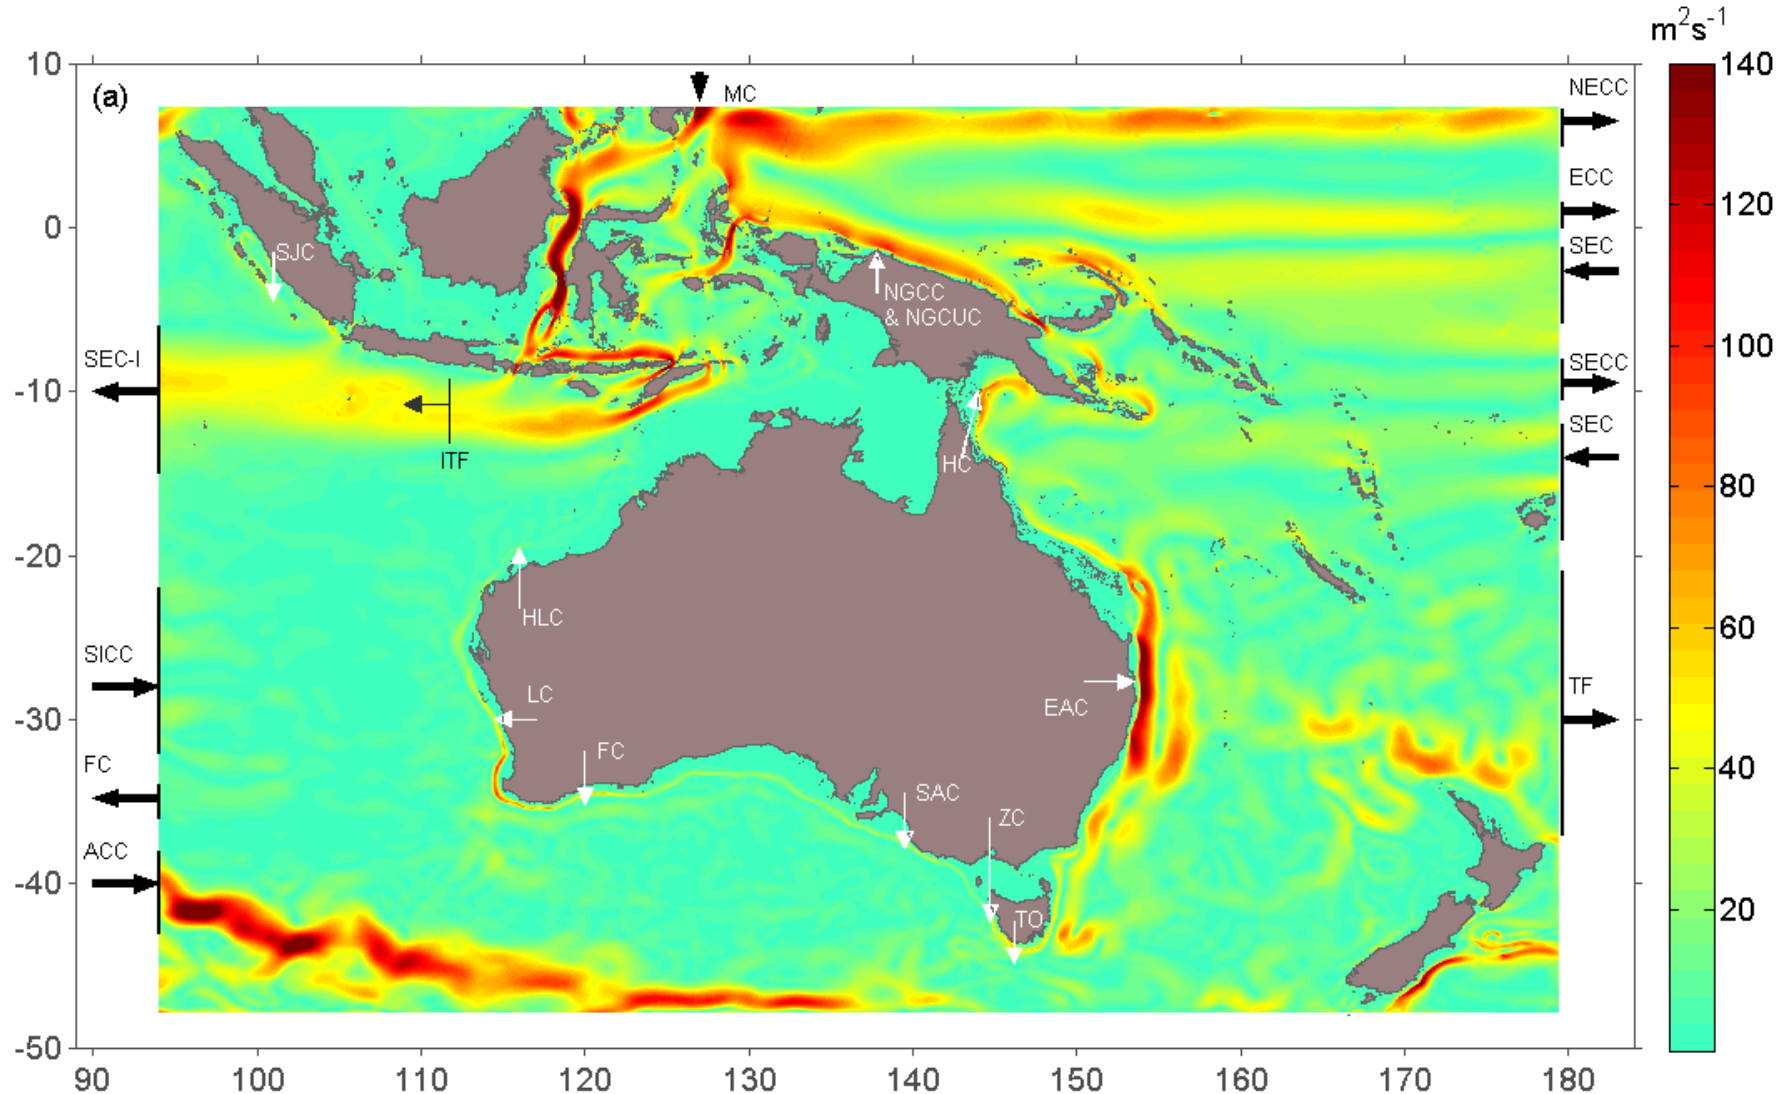 m2s-1
10
140
(a)
MC
NECC
ECC
120
0
SJC
SEC
NGCC
& NGCUC
SEC-I
100
SECC
-10
SEC
ITF
HC
80
-20
HLC
60
SICC
LC
EAC
TF
-30
FC
FC
40
SAC
ZC
ACC
-40
TO
20
-50
90
100
110
120
130
140
150
160
170
180